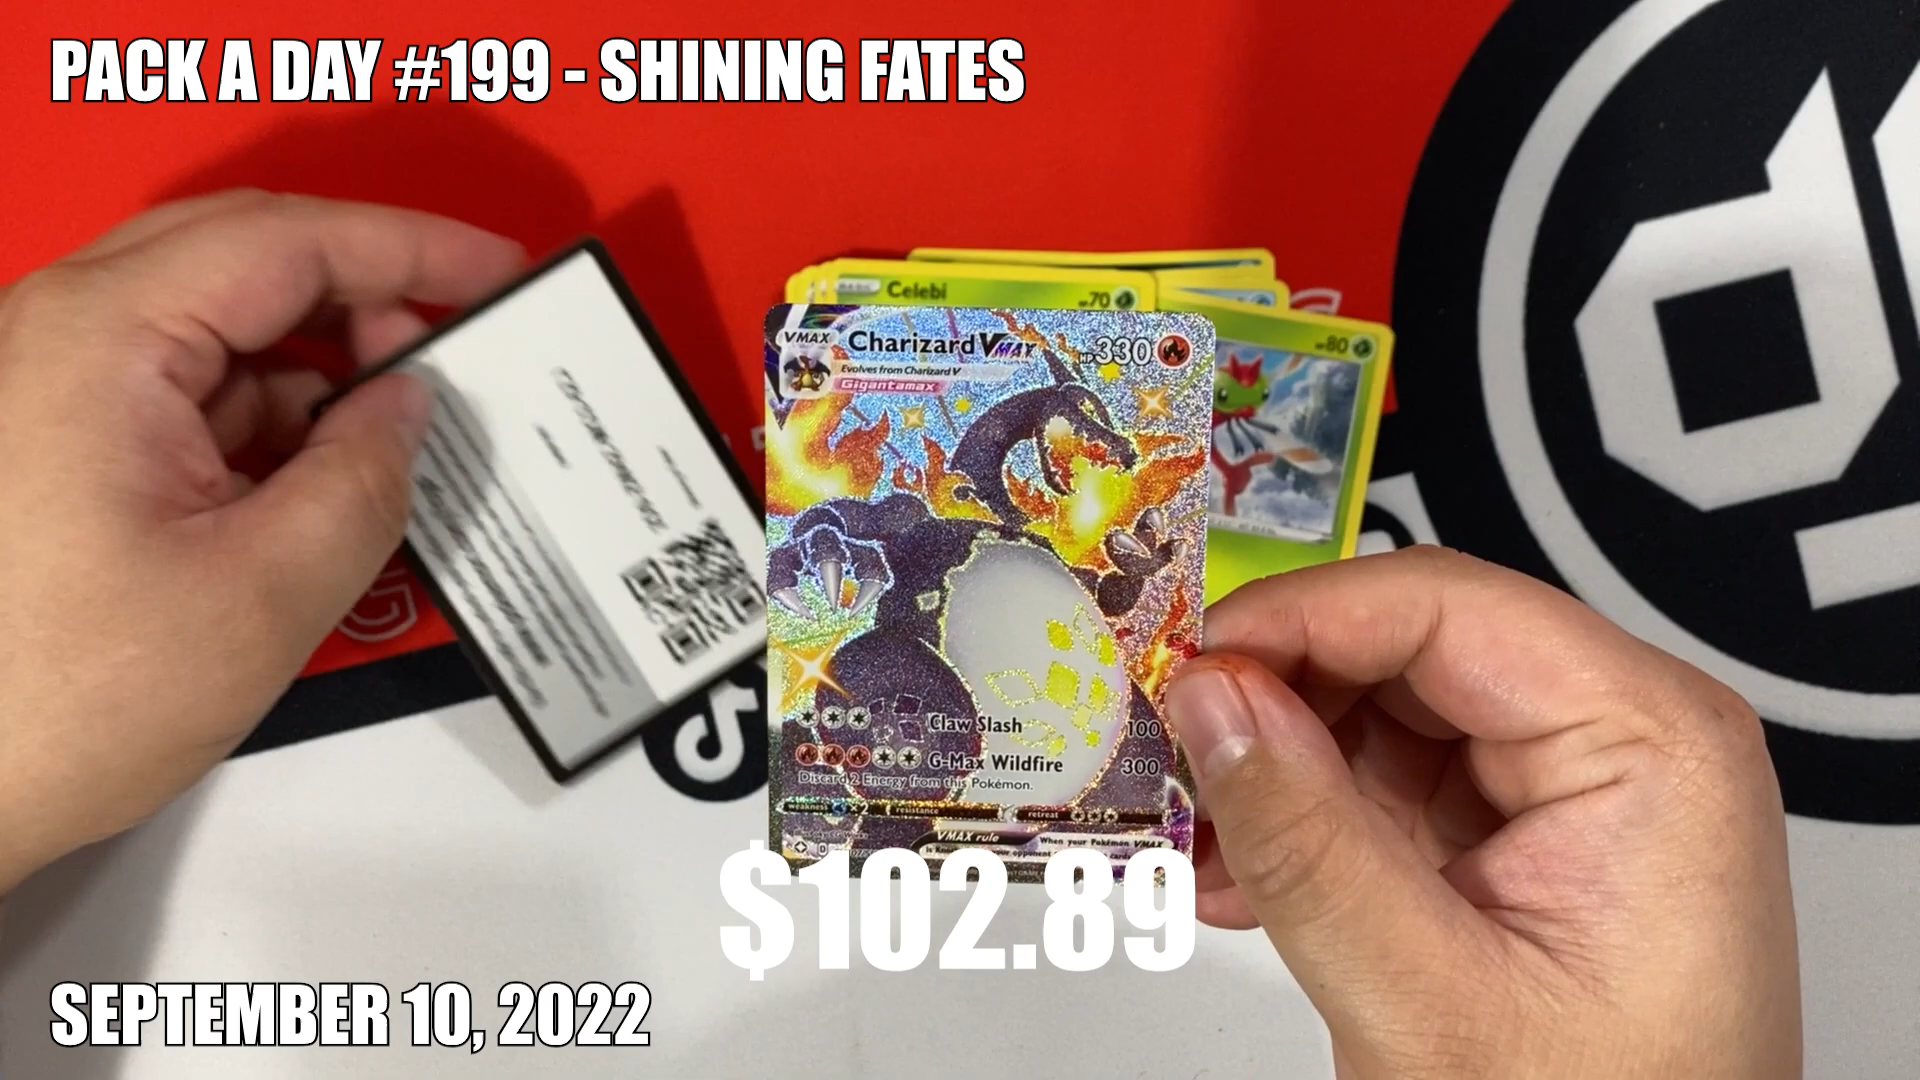 PACK A DAY #199 - SHINING FATES
Celebi
HP70
HP80
VMAX
Charizard VMAX
HP330
Evolves from Charizard V
Gigantamax
Claw Slash 100
G-Max Wildfire 300
Discard 2 Energy from this Pokémon.
weakness
resistance
retreat
VMAX rule
When your Pokémon VMAX
$102.89
SEPTEMBER 10, 2022